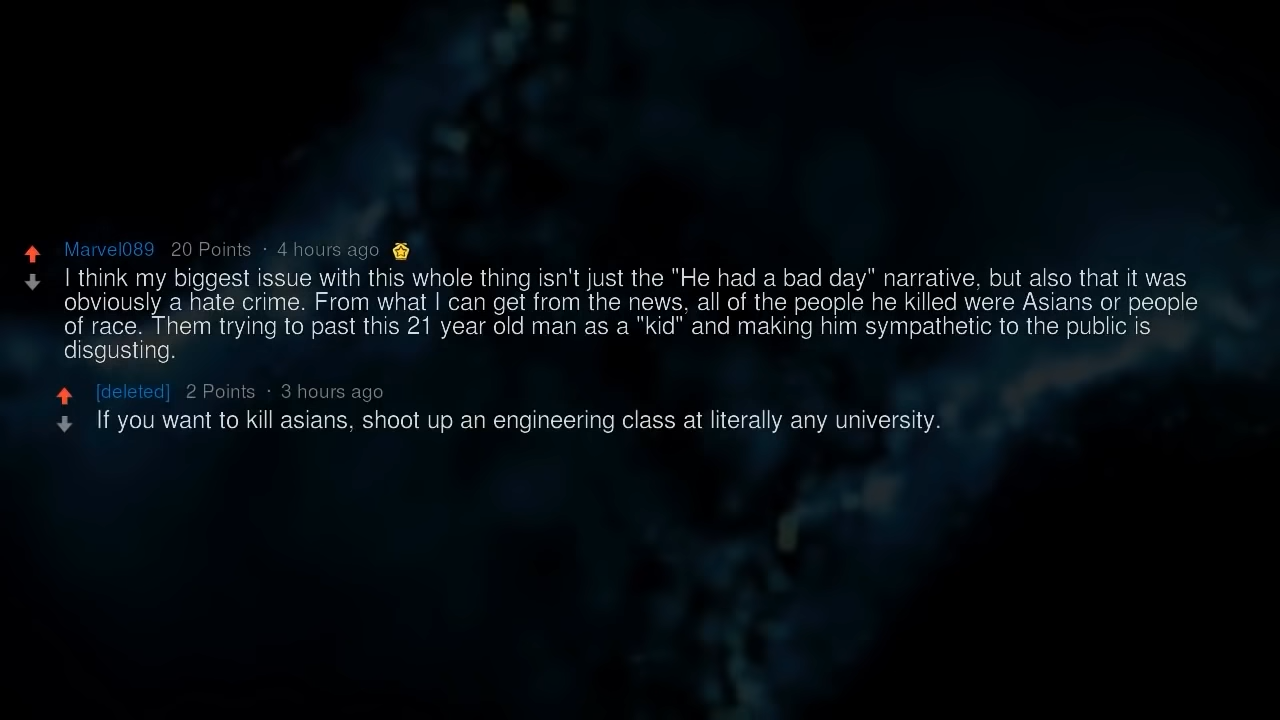 Marvel089 20 Points · 4 hours ago
I think my biggest issue with this whole thing isn't just the "He had a bad day" narrative, but also that it was
obviously a hate crime. From what I can get from the news, all of the people he killed were Asians or people
of race. Them trying to past this 21 year old man as a "kid" and making him sympathetic to the public is
disgusting.
[deleted] 2 Points · 3 hours ago
If you want to kill asians, shoot up an engineering class at literally any university.